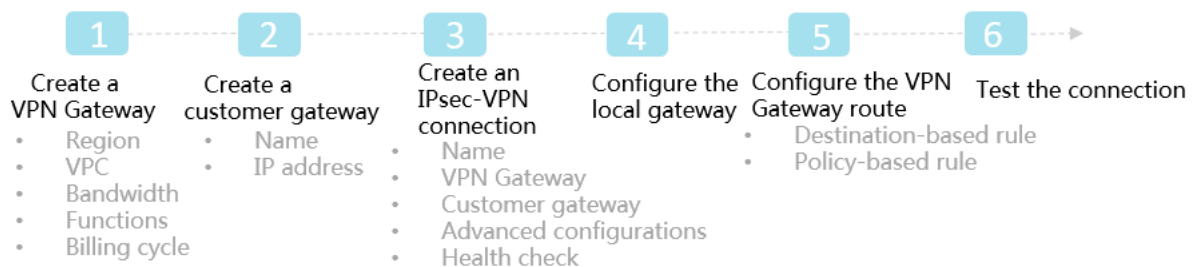 1
2
3
4
5
6
Create a
VPN Gateway
• Region
• VPC
• Bandwidth
• Functions
• Billing cycle
Create a
customer gateway
• Name
• IP address
Create an
IPsec-VPN
connection
• Name
• VPN Gateway
• Customer gateway
• Advanced configurations
• Health check
Configure the
local gateway
Configure the VPN
Gateway route
• Destination-based rule
• Policy-based rule
Test the connection